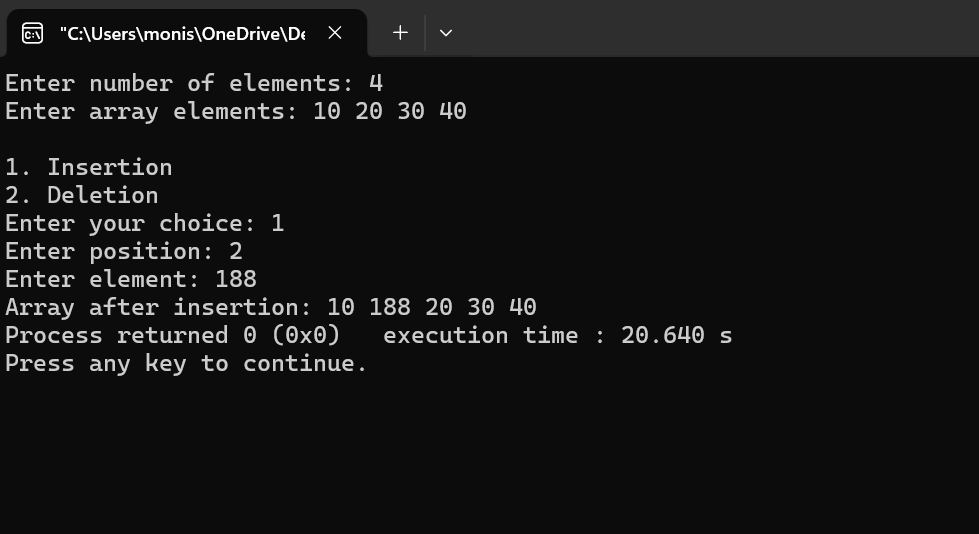 "C:\Users\monis\OneDrive\De
Enter number of elements: 4
Enter array elements: 10 20 30 40
1. Insertion
2. Deletion
Enter your choice: 1
Enter position: 2
Enter element: 188
Array after insertion: 10 188 20 30 40
Process returned 0 (0x0)   execution time : 20.640 s
Press any key to continue.